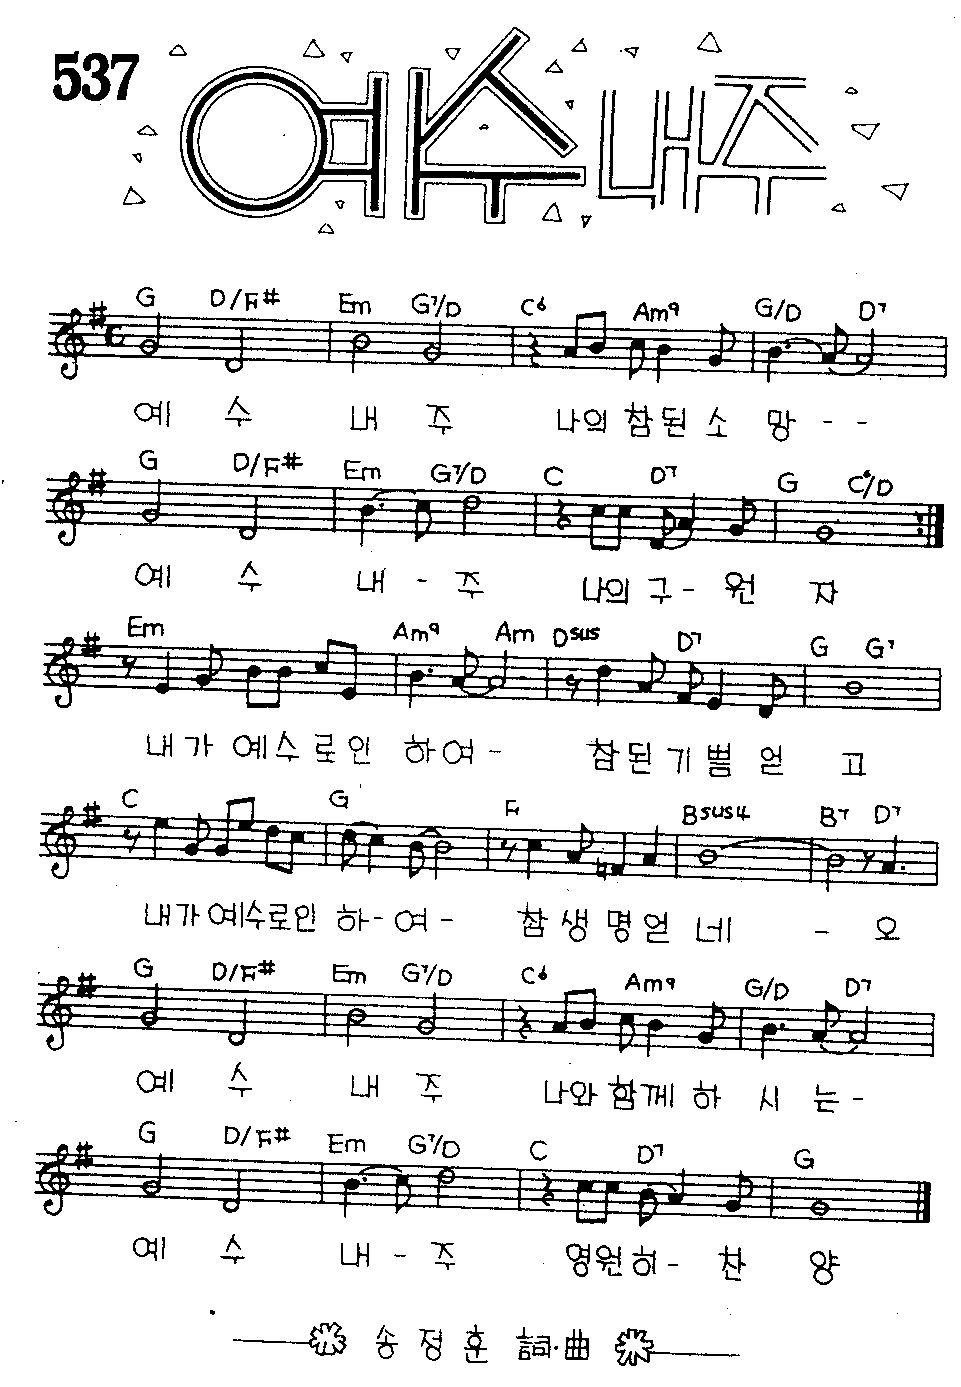 537
예수 내주
G D/F# Em G7/D C6 Am9 G/D D7
예 수 내 주 나의 참된 소 망 - -
G D/F# Em G7/D C D7 G C6/D
예 수 내 - 주 나의 구 - 원 자
Em Am9 Am Dsus D7 G G7
내 가 예수로인 하여 - 참된기쁨 얻 고
C G F Bsus4 B7 D7
내가 예수로인 하 - 여 - 참 생 명 얻 네 - 오
G D/F# Em G7/D C6 Am9 G/D D7
예 수 내 주 나와 함께 하 시 는 -
G D/F# Em G7/D C D7 G
예 수 내 - 주 영원히 - 찬 양
송 정 훈 詞·曲